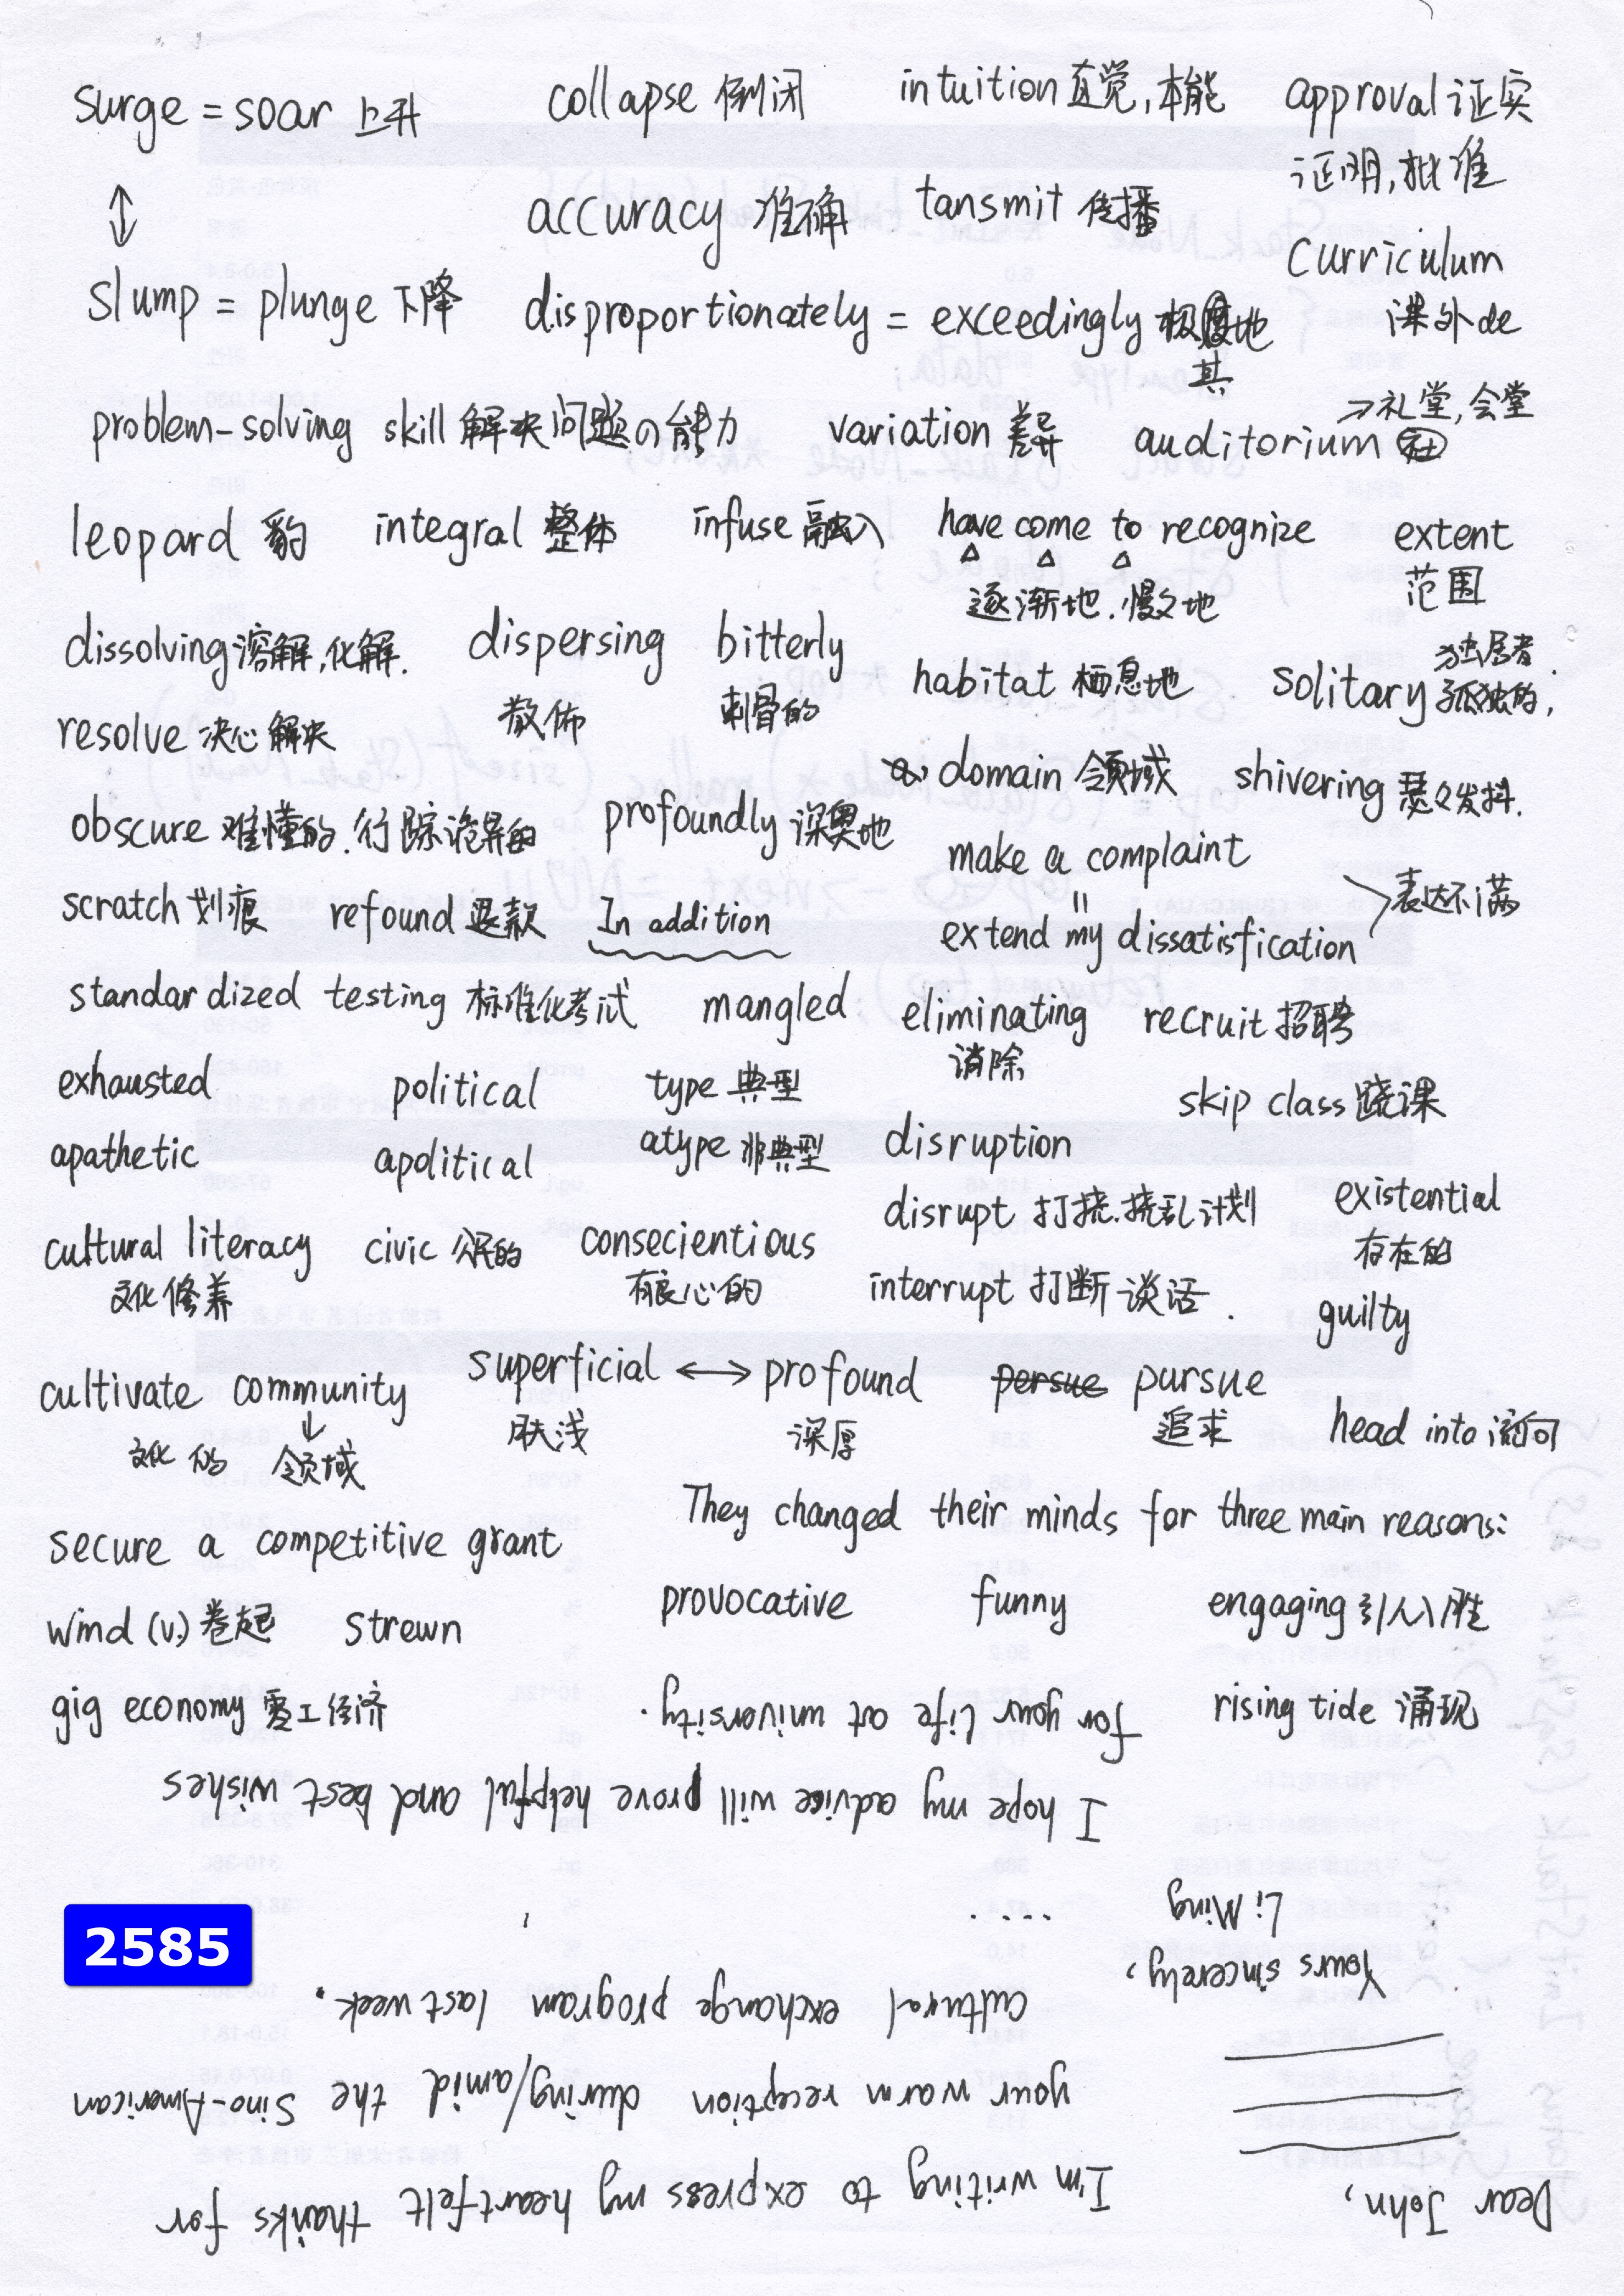 surge = soar 上升 collapse 倒闭 intuition 直觉,本能 approval 证实
证明,批准
↕ accuracy 准确 tansmit 传播
curriculum
slump = plunge 下降 disproportionately = exceedingly 极度地 课外de
其
problem-solving skill 解决问题の能力 variation 差异 auditorium →礼堂,会堂
leopard 豹 integral 整体 infuse 融入 have come to recognize extent
逐渐地.慢々地 范围
dissolving 溶解,化解. dispersing bitterly habitat 栖息地 solitary 孤独的, 独居者.
散佈 刺骨的
resolve 决心 解决
domain 领域 shivering 瑟々发抖.
obscure 难懂的.行踪诡异的 profoundly 深奥地
make a complaint
scratch 划痕 refound 退款 In addition = >表达不满
extend my dissatisfication
standardized testing 标准化考试 mangled eliminating recruit 招聘
消除
exhausted political type 典型 skip class 跷课
apathetic apolitical atype 非典型 disruption
disrupt 打挠.挠乱计划 existential
存在的
cultural literacy civic 公民的 consecientious
文化修养 有良心的 interrupt 打断 谈话. guilty
superficial ↔ profound persue pursue
cultivate community 肤浅 深厚 追求 head into 流向
文化的 ↓领域
They changed their minds for three main reasons:
secure a competitive grant
provocative funny engaging 引人入胜
wind (v.) 卷起 strewn
gig economy 零工经济 rising tide 涌现
2585
Dear John,
I'm writing to express my heartfelt thanks for
your warm reception during/amid the Sino-American
cultural exchange program last week.
....
I hope my advice will prove helpful and best wishes
for your life at university.
Yours sincerely,
Li Ming